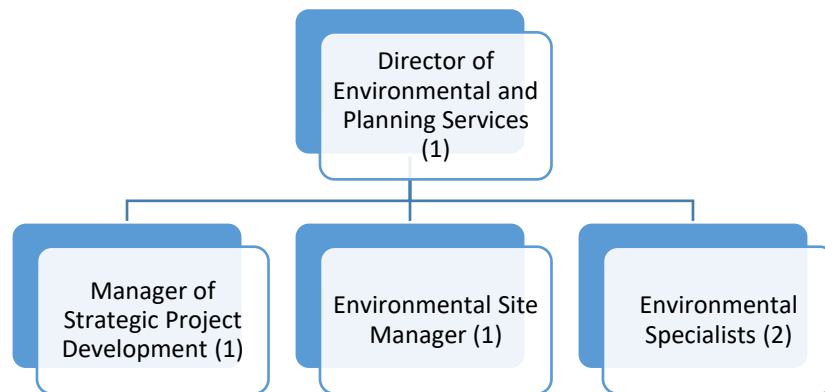 Director of
Environmental and
Planning Services
(1)
Manager of
Strategic Project
Development (1)
Environmental Site
Manager (1)
Environmental
Specialists (2)